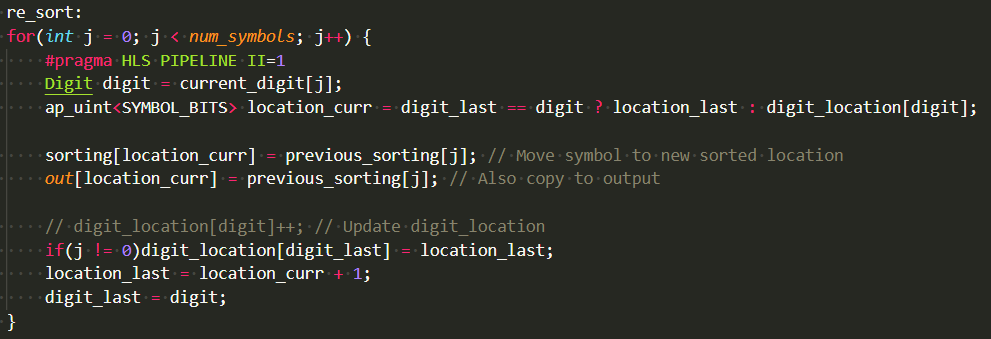 re_sort:
for(int j = 0; j < num_symbols; j++) {
#pragma HLS PIPELINE II=1
Digit digit = current_digit[j];
ap_uint<SYMBOL_BITS> location_curr = digit_last == digit ? location_last : digit_location[digit];
sorting[location_curr] = previous_sorting[j]; // Move symbol to new sorted location
out[location_curr] = previous_sorting[j]; // Also copy to output
// digit_location[digit]++; // Update digit_location
if(j != 0)digit_location[digit_last] = location_last;
location_last = location_curr + 1;
digit_last = digit;
}